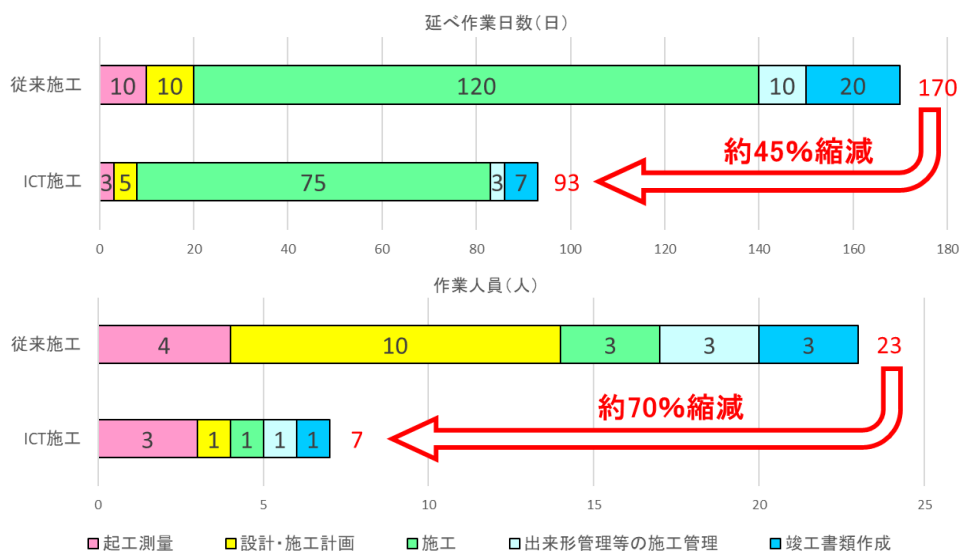 延べ作業日数(日)
従来施工 10 10 120 10 20 170
約45%縮減
ICT施工 3 5 75 3 7 93
0 20 40 60 80 100 120 140 160 180
作業人員(人)
従来施工 4 10 3 3 3 23
約70%縮減
ICT施工 3 1 1 1 1 7
0 5 10 15 20 25
起工測量 設計・施工計画 施工 出来形管理等の施工管理 竣工書類作成